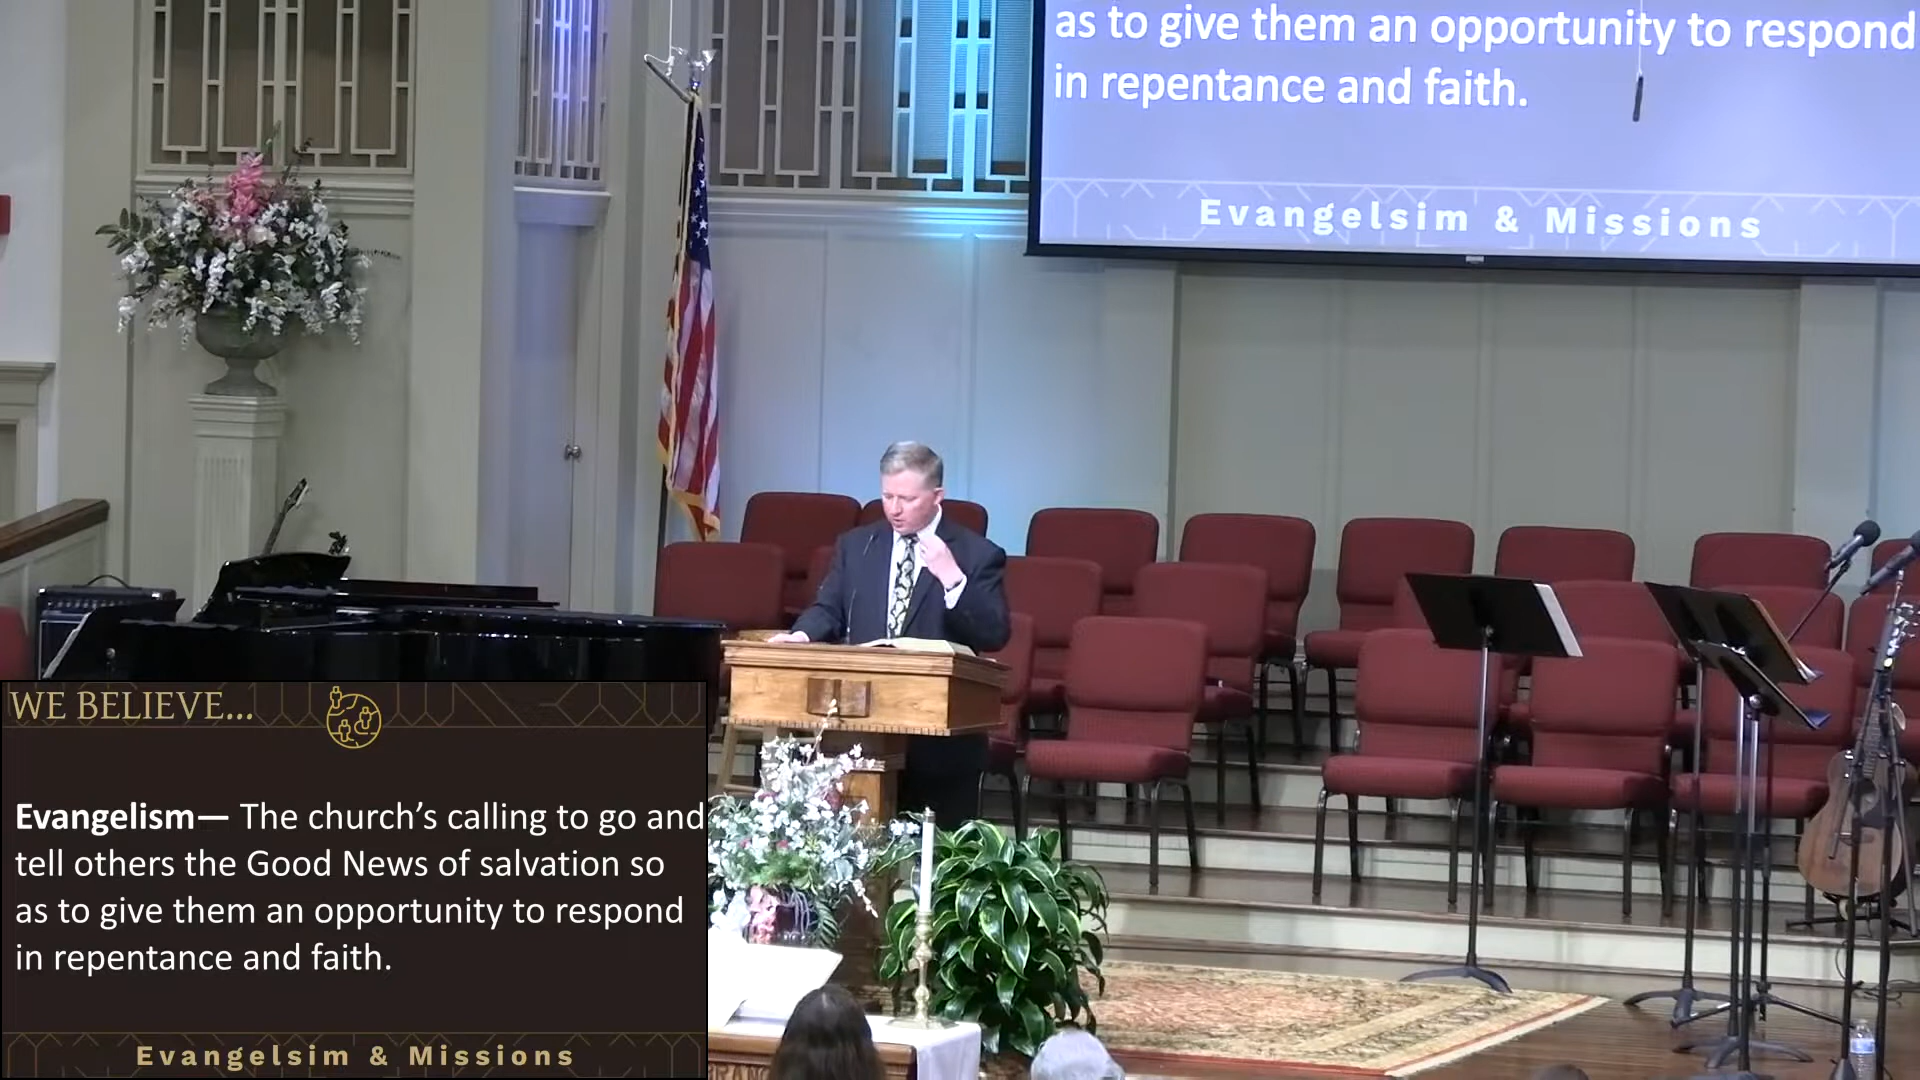 as to give them an opportunity to respond
in repentance and faith.
Evangelsim & Missions
WE BELIEVE...
Evangelism— The church's calling to go and
tell others the Good News of salvation so
as to give them an opportunity to respond
in repentance and faith.
Evangelsim & Missions